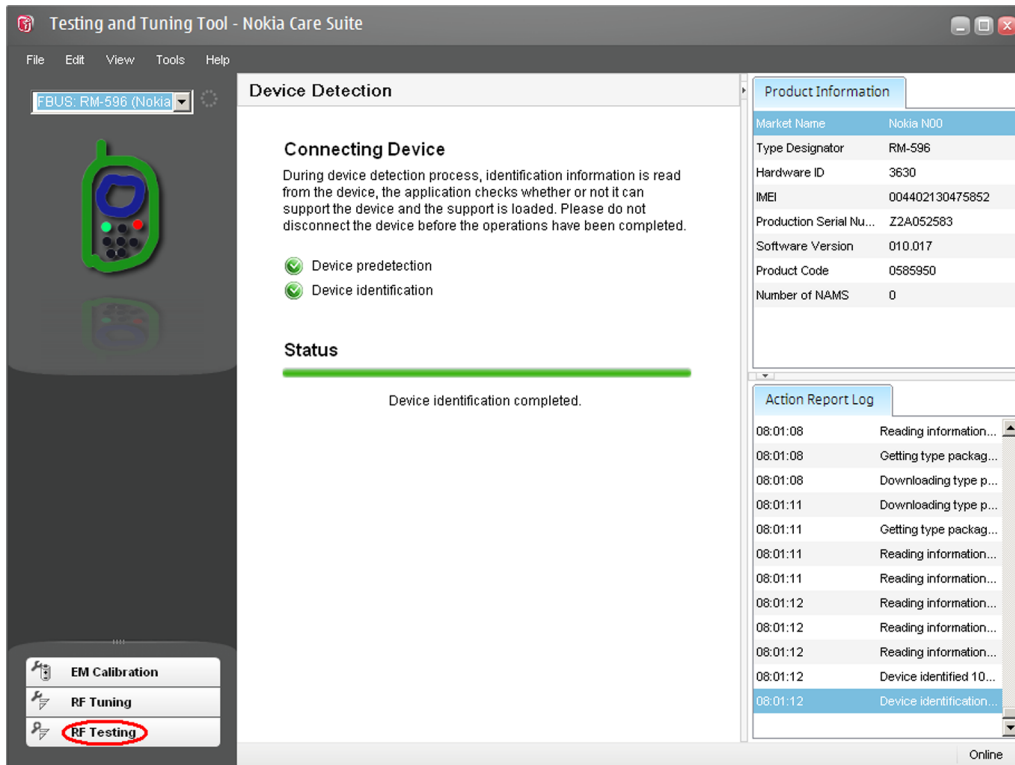 Testing and Tuning Tool - Nokia Care Suite
File Edit View Tools Help
FBUS: RM-596 (Nokia
Device Detection
Connecting Device
During device detection process, identification information is read
from the device, the application checks whether or not it can
support the device and the support is loaded. Please do not
disconnect the device before the operations have been completed.
Device predetection
Device identification
Status
Device identification completed.
EM Calibration
RF Tuning
RF Testing
Product Information
Market Name Nokia N00
Type Designator RM-596
Hardware ID 3630
IMEI 004402130475852
Production Serial Nu... Z2A052583
Software Version 010.017
Product Code 0585950
Number of NAMS 0
Action Report Log
08:01:08 Reading information...
08:01:08 Getting type packag...
08:01:08 Downloading type p...
08:01:11 Downloading type p...
08:01:11 Getting type packag...
08:01:11 Reading information...
08:01:11 Reading information...
08:01:12 Reading information...
08:01:12 Reading information...
08:01:12 Reading information...
08:01:12 Device identified 10...
08:01:12 Device identification...
Online